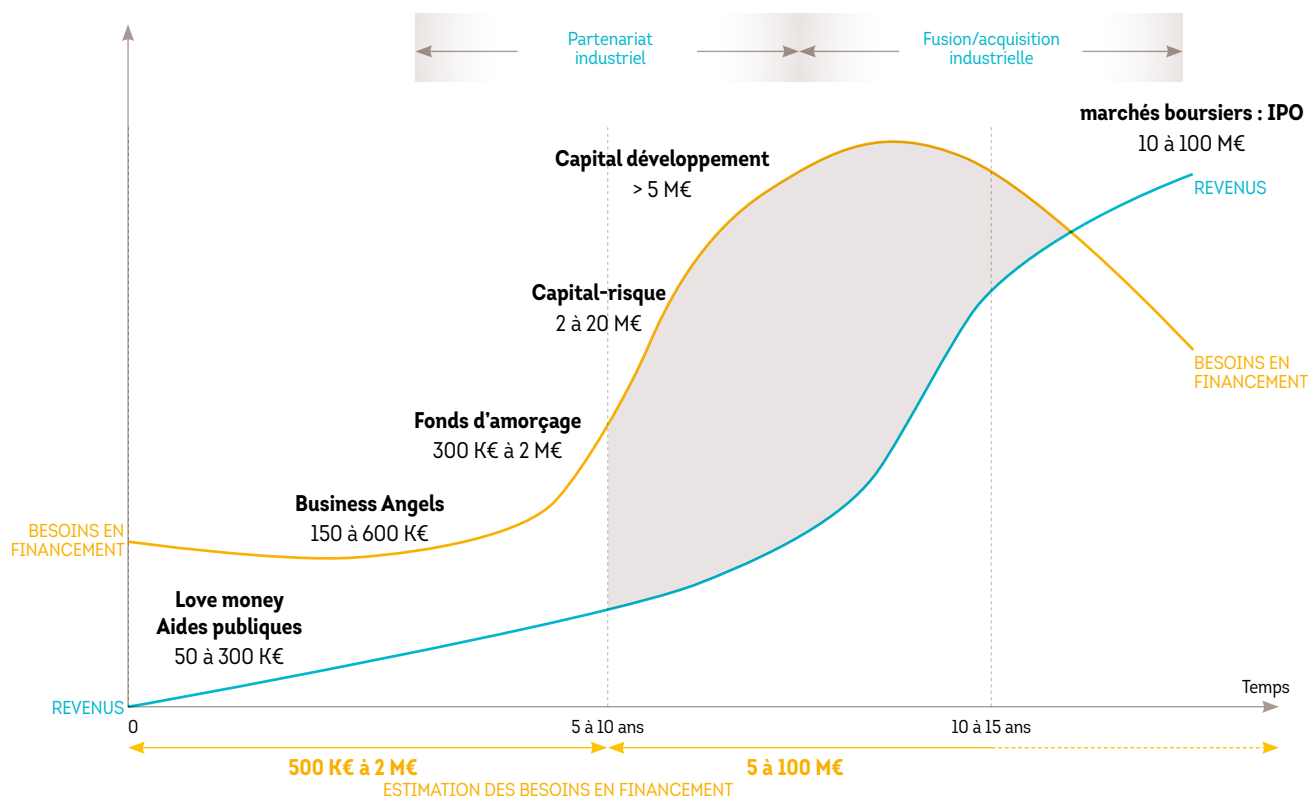 Partenariat
industriel
Fusion/acquisition
industrielle
marchés boursiers : IPO
10 à 100 M€
REVENUS
Capital développement
> 5 M€
Capital-risque
2 à 20 M€
BESOINS EN
FINANCEMENT
Fonds d'amorçage
300 K€ à 2 M€
Business Angels
150 à 600 K€
BESOINS EN
FINANCEMENT
Love money
Aides publiques
50 à 300 K€
REVENUS
Temps
0
5 à 10 ans
10 à 15 ans
500 K€ à 2 M€
5 à 100 M€
ESTIMATION DES BESOINS EN FINANCEMENT